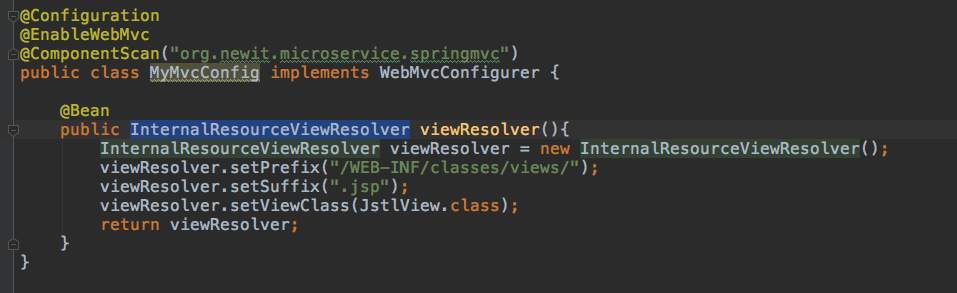 @Configuration
@EnableWebMvc
@ComponentScan("org.newit.microservice.springmvc")
public class MyMvcConfig implements WebMvcConfigurer {
@Bean
public InternalResourceViewResolver viewResolver(){
InternalResourceViewResolver viewResolver = new InternalResourceViewResolver();
viewResolver.setPrefix("/WEB-INF/classes/views/");
viewResolver.setSuffix(".jsp");
viewResolver.setViewClass(JstlView.class);
return viewResolver;
}
}